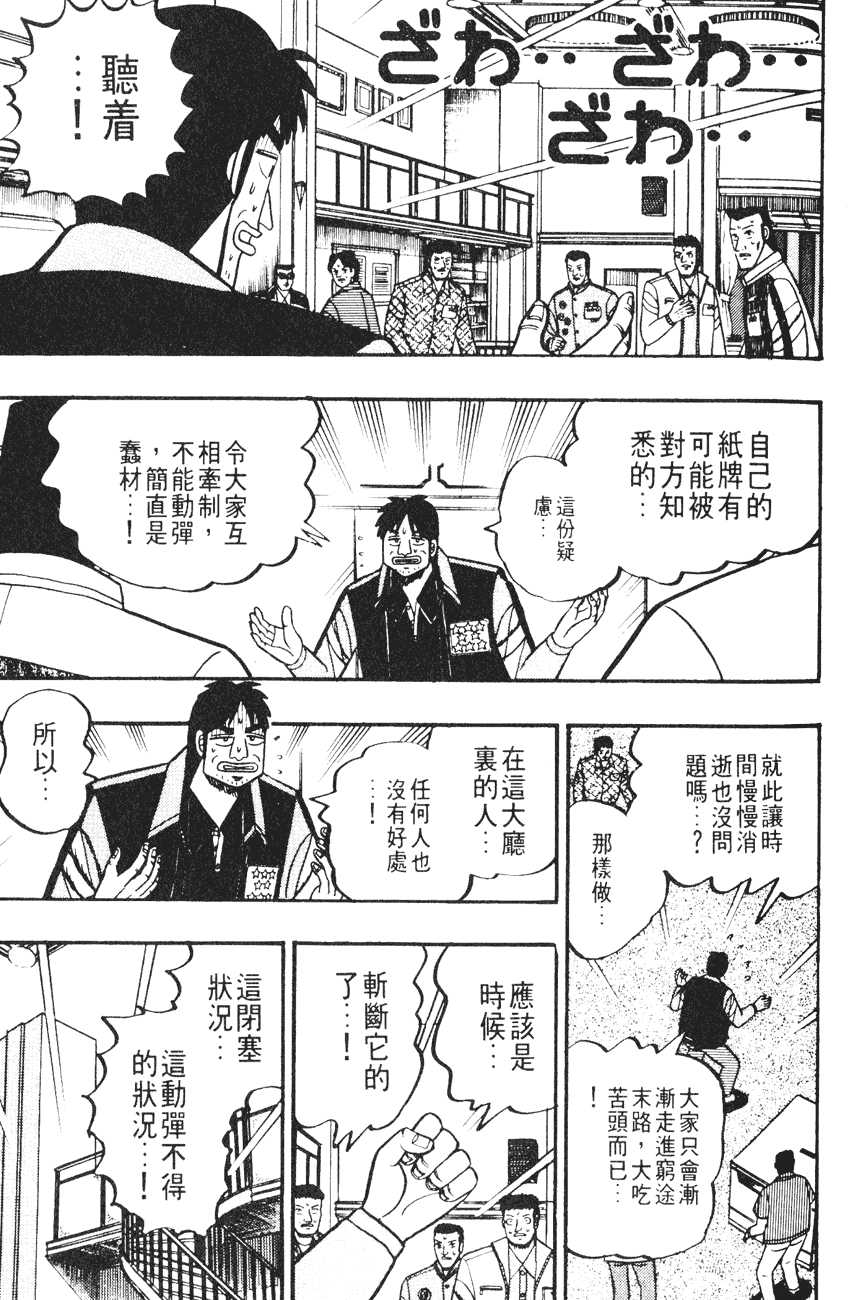 ざわ‥
ざわ‥
ざわ‥
聽着
…！
自己的
紙牌有
可能被
對方知
悉的…
這份疑
慮…
令大家互
相牽制，
不能動彈
，簡直是
蠢材…！
就此讓時
間慢慢消
逝也沒問
題嗎…？
那樣做…
大家只會漸
漸走進窮途
末路，大吃
苦頭而已…
！
在這大廳
裏的人…
任何人也
沒有好處
…！
所以…
應該是
時候…
斬斷它的
了…！
這閉塞
狀況…
這動彈不得
的狀況…！